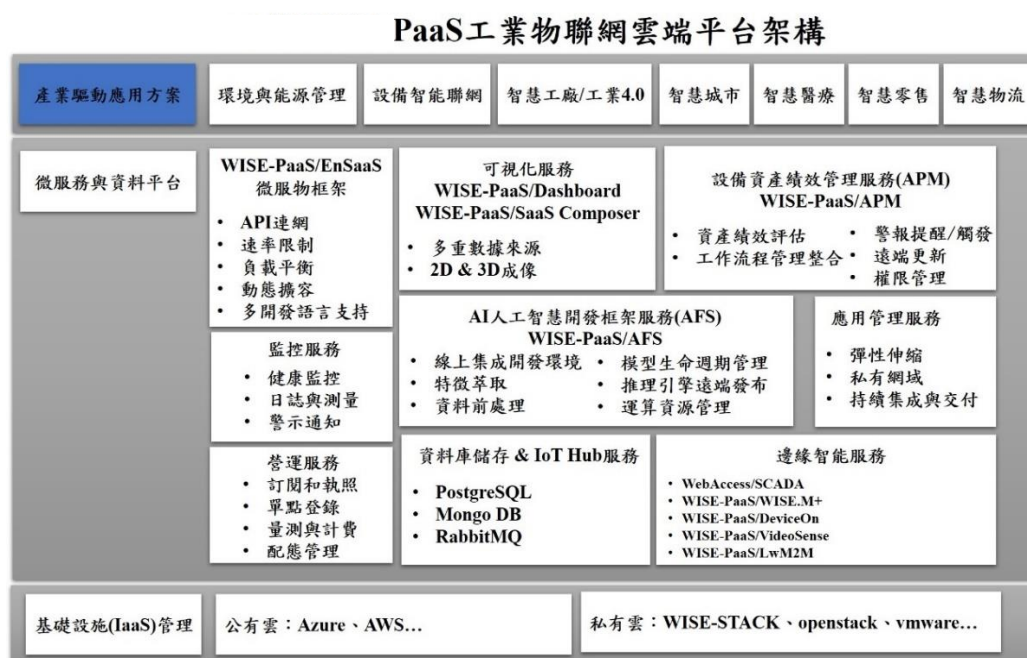 PaaS工業物聯網雲端平台架構
產業驅動應用方案
環境與能源管理
設備智能聯網
智慧工廠/工業4.0
智慧城市
智慧醫療
智慧零售
智慧物流
微服務與資料平台
WISE-PaaS/EnSaaS
微服物框架
• API連網
• 速率限制
• 負載平衡
• 動態擴容
• 多開發語言支持
可視化服務
WISE-PaaS/Dashboard
WISE-PaaS/SaaS Composer
• 多重數據來源
• 2D & 3D成像
設備資產績效管理服務(APM)
WISE-PaaS/APM
• 資產績效評估
• 工作流程管理整合
• 警報提醒/觸發
• 遠端更新
• 權限管理
AI人工智慧開發框架服務(AFS)
WISE-PaaS/AFS
• 線上集成開發環境
• 特徵萃取
• 資料前處理
• 模型生命週期管理
• 推理引擎遠端發布
• 運算資源管理
應用管理服務
• 彈性伸縮
• 私有網域
• 持續集成與交付
監控服務
• 健康監控
• 日誌與測量
• 警示通知
營運服務
• 訂閱和執照
• 單點登錄
• 量測與計費
• 配態管理
資料庫儲存 & IoT Hub服務
• PostgreSQL
• Mongo DB
• RabbitMQ
邊緣智能服務
• WebAccess/SCADA
• WISE-PaaS/WISE.M+
• WISE-PaaS/DeviceOn
• WISE-PaaS/VideoSense
• WISE-PaaS/LwM2M
基礎設施(IaaS)管理
公有雲：Azure、AWS…
私有雲：WISE-STACK、openstack、vmware…